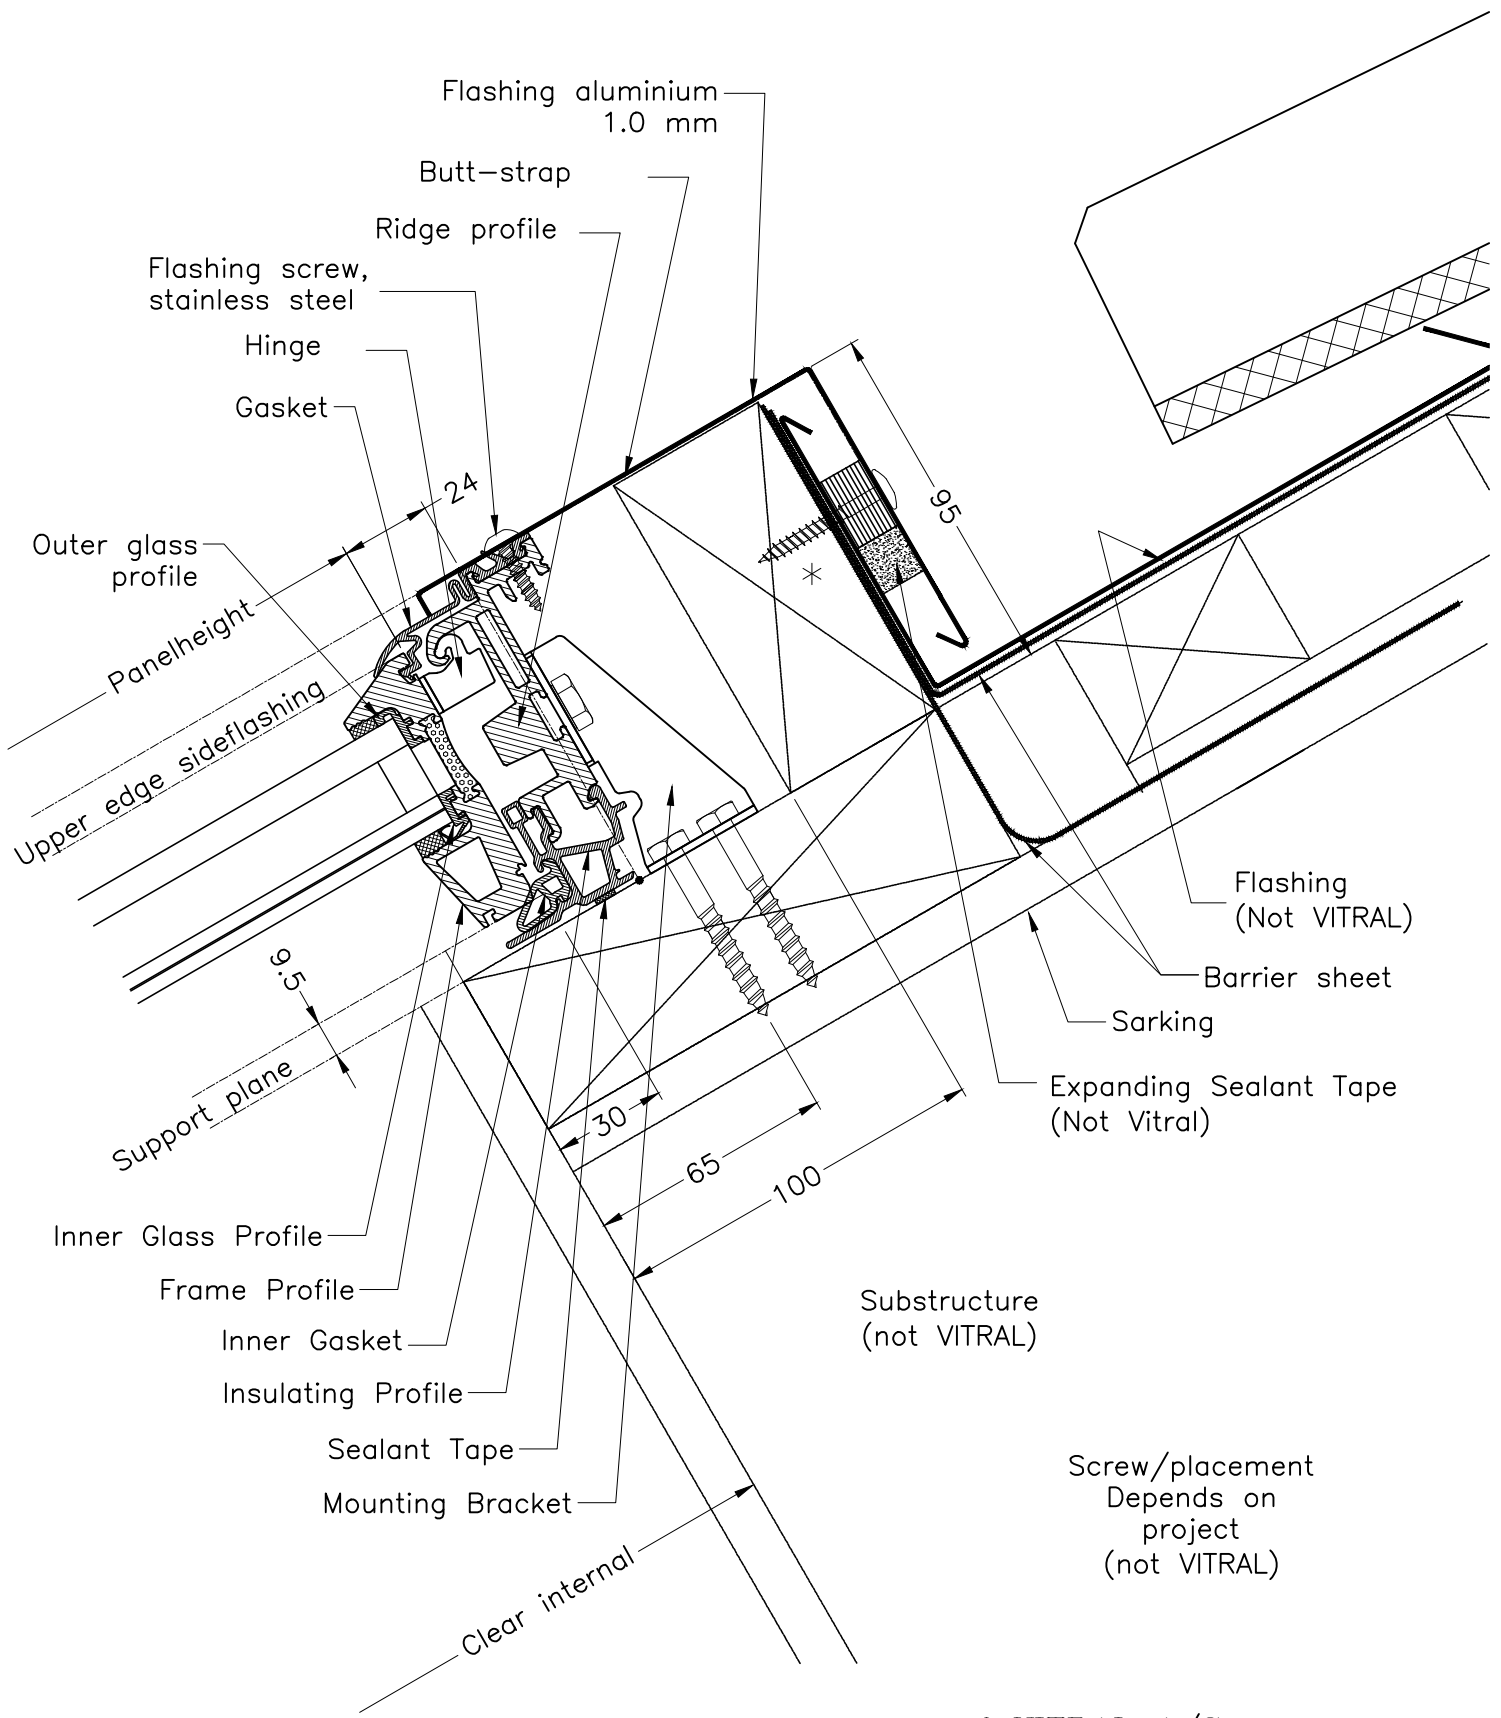 Flashing aluminium
1.0 mm
Butt-strap
Ridge profile
Flashing screw,
stainless steel
Hinge
Gasket
24
Outer glass
profile
95
Panelheight
Upper edge sideflashing
Flashing
(Not VITRAL)
9.5
Barrier sheet
Sarking
Support plane
Expanding Sealant Tape
(Not Vitral)
30
65
100
Inner Glass Profile
Frame Profile
Substructure
(not VITRAL)
Inner Gasket
Insulating Profile
Sealant Tape
Mounting Bracket
Screw/placement
Depends on
project
(not VITRAL)
Clear internal